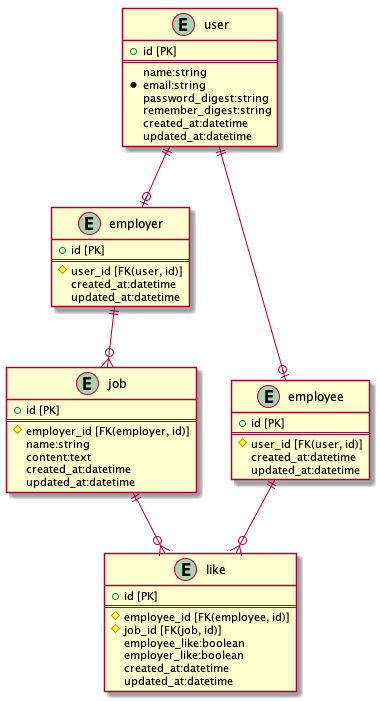 E user
id [PK]
name:string
email:string
password_digest:string
remember_digest:string
created_at:datetime
updated_at:datetime
E employer
id [PK]
user_id [FK(user, id)]
created_at:datetime
updated_at:datetime
E job
id [PK]
employer_id [FK(employer, id)]
name:string
content:text
created_at:datetime
updated_at:datetime
E employee
id [PK]
user_id [FK(user, id)]
created_at:datetime
updated_at:datetime
E like
id [PK]
employee_id [FK(employee, id)]
job_id [FK(job, id)]
employee_like:boolean
employer_like:boolean
created_at:datetime
updated_at:datetime